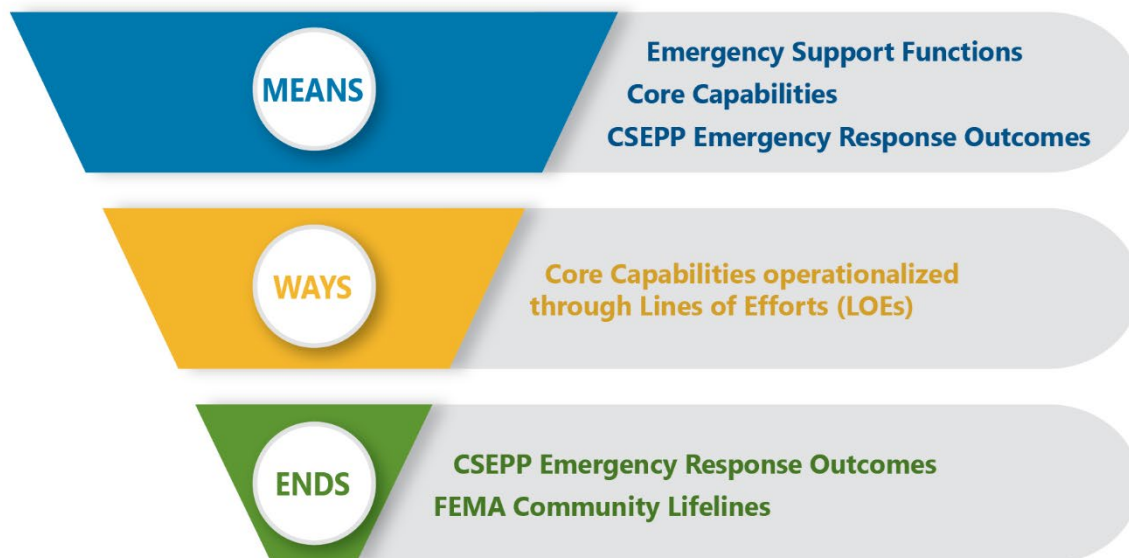 MEANS
Emergency Support Functions
Core Capabilities
CSEPP Emergency Response Outcomes
WAYS
Core Capabilities operationalized
through Lines of Efforts (LOEs)
ENDS
CSEPP Emergency Response Outcomes
FEMA Community Lifelines